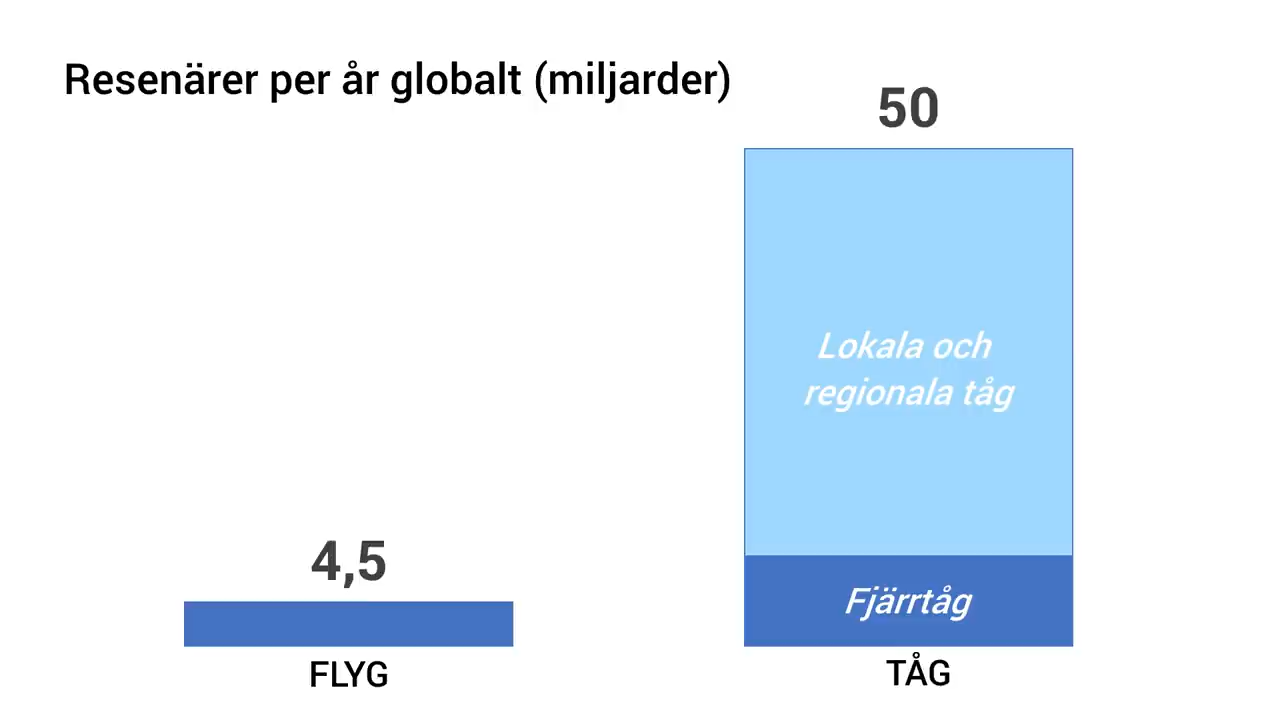 Resenärer per år globalt (miljarder)
50
Lokala och
regionala tåg
4,5
Fjärrtåg
FLYG
TÅG